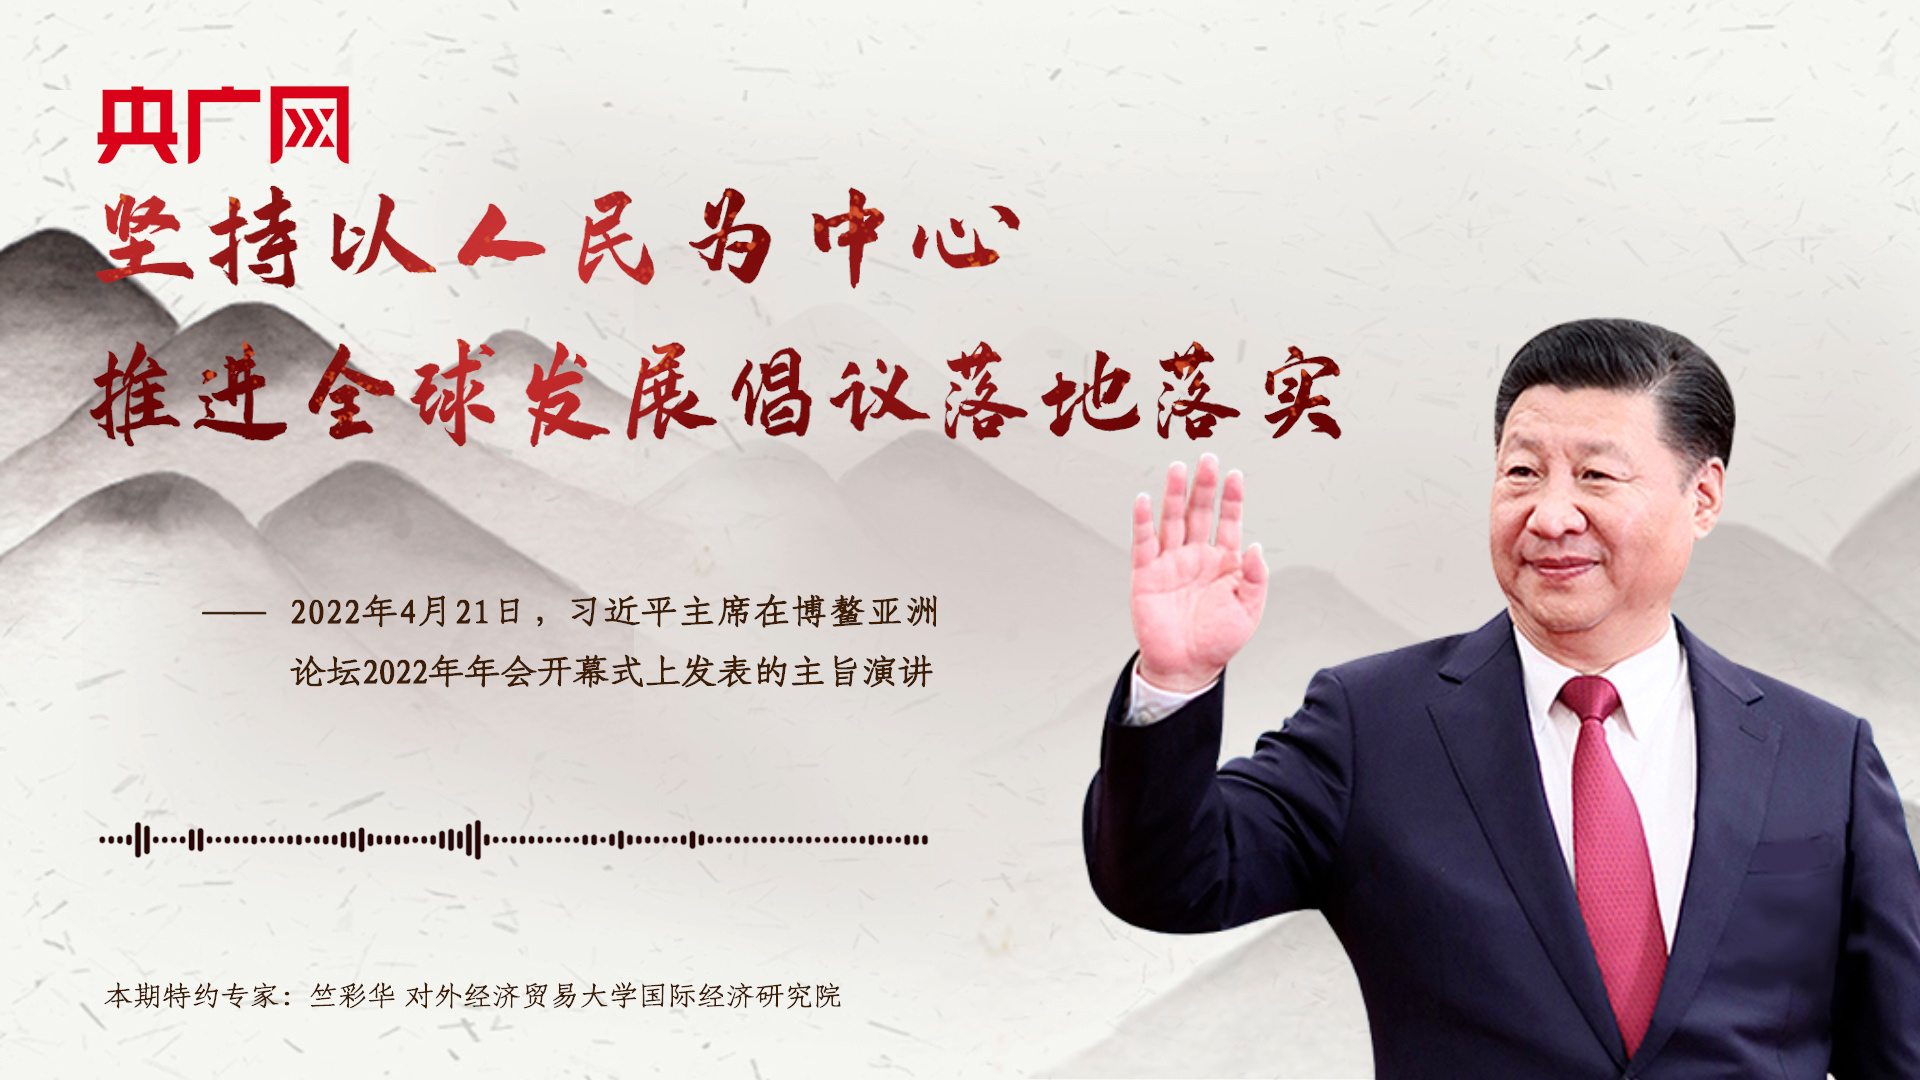 央广网
坚持以人民为中心
推进全球发展倡议落地落实
—— 2022年4月21日，习近平主席在博鳌亚洲
论坛2022年年会开幕式上发表的主旨演讲
本期特约专家：竺彩华 对外经济贸易大学国际经济研究院